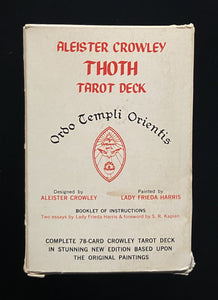 ALEISTER CROWLEY
THOTH
TAROT DECK
Ordo Templi Orientis
Designed by
ALEISTER CROWLEY
Painted by
LADY FRIEDA HARRIS
BOOKLET OF INSTRUCTIONS
Two essays by Lady Frieda Harris & foreword by S. R. Kaplan
COMPLETE 78-CARD CROWLEY TAROT DECK
IN STUNNING NEW EDITION BASED UPON
THE ORIGINAL PAINTINGS